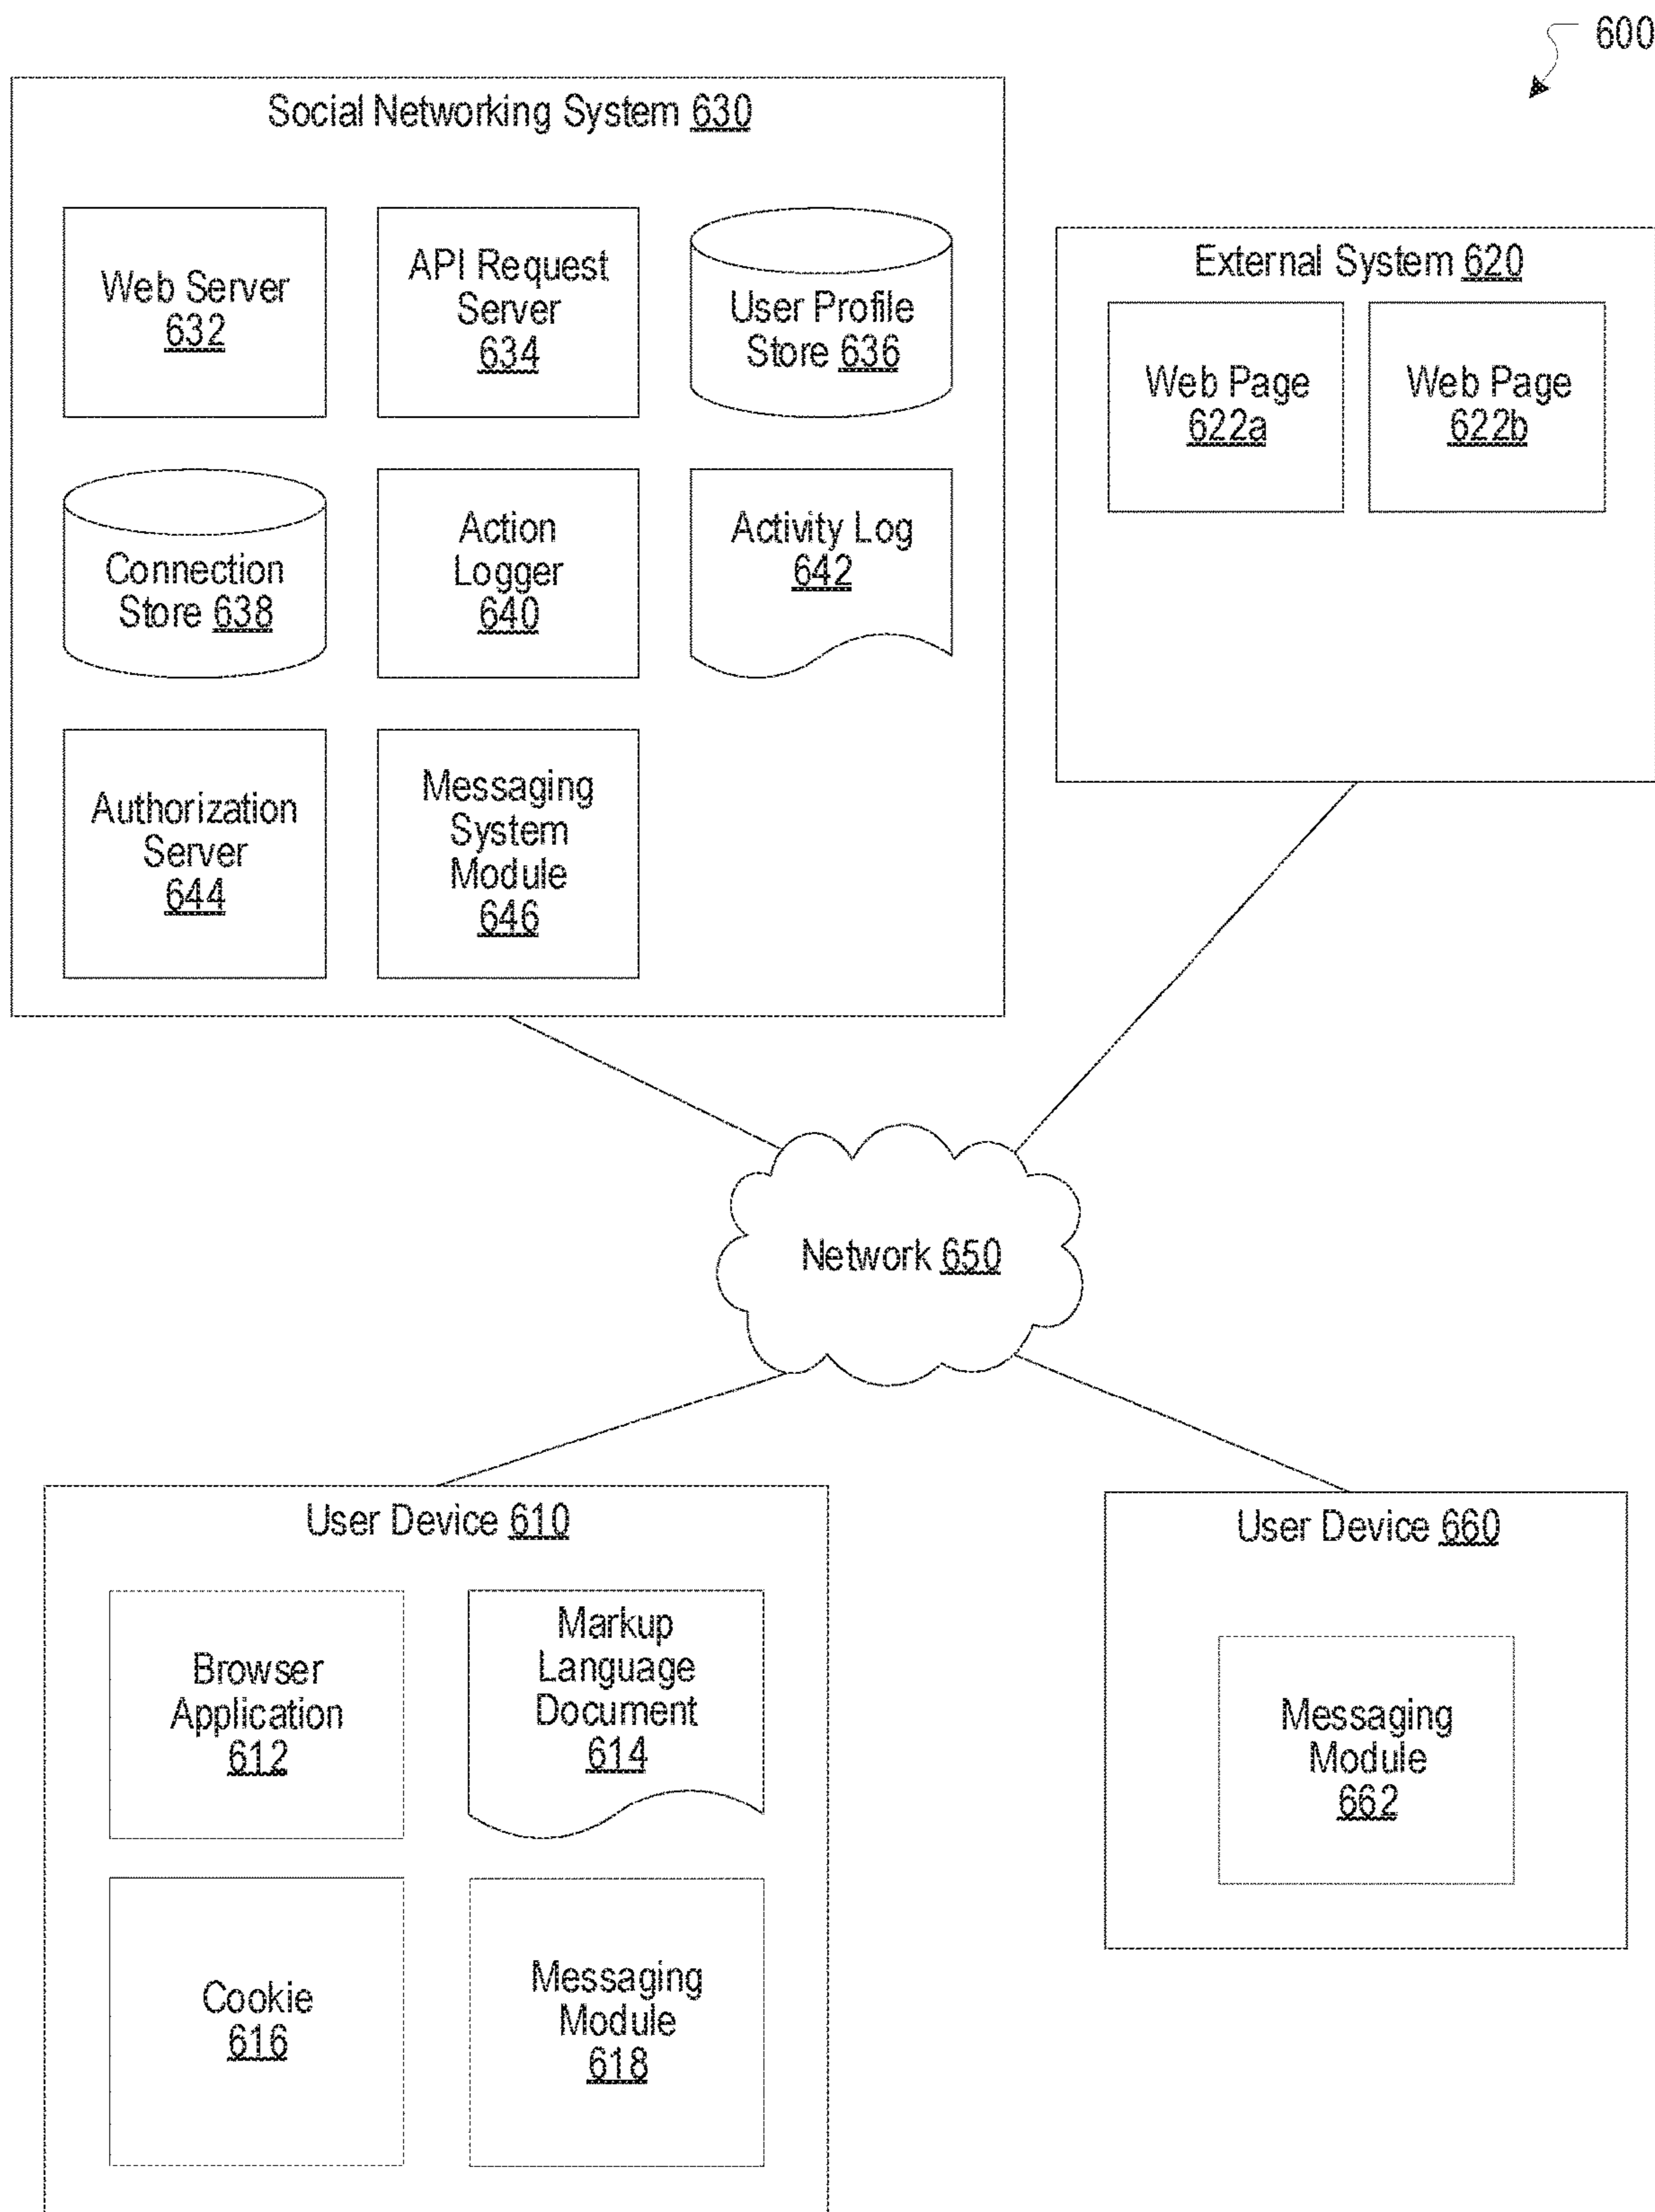 600
Social Networking System 630
Web Server
632
API Request
Server
634
User Profile
Store 636
Connection
Store 638
Action
Logger
640
Activity Log
642
Authorization
Server
644
Messaging
System
Module
646
External System 620
Web Page
622a
Web Page
622b
Network 650
User Device 610
Browser
Application
612
Markup
Language
Document
614
Cookie
616
Messaging
Module
618
User Device 660
Messaging
Module
662